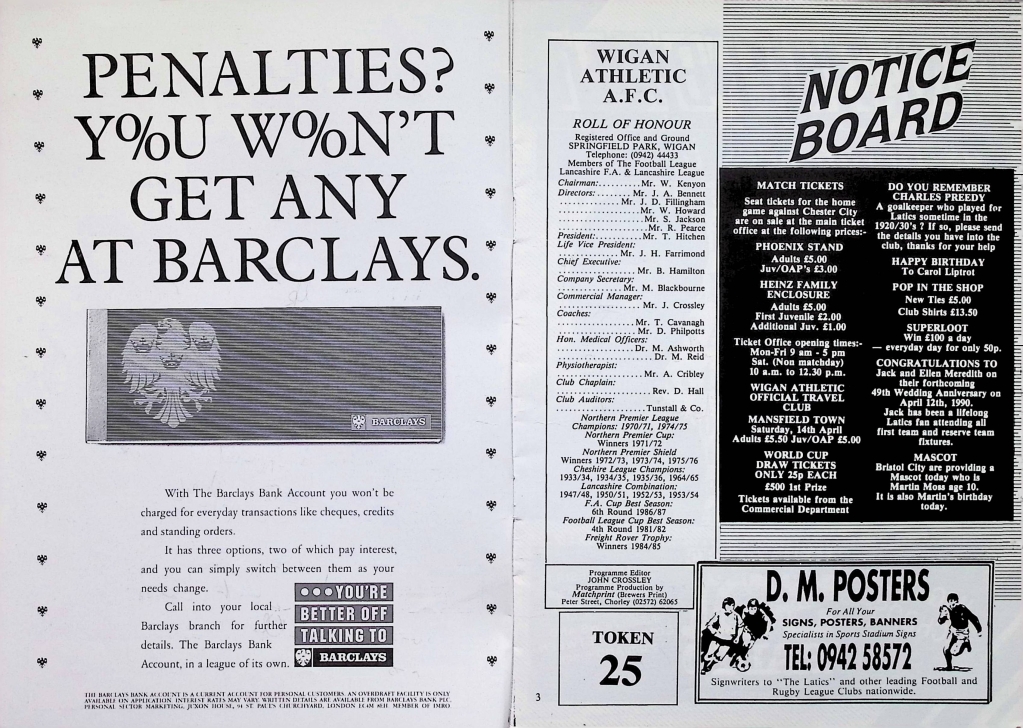 PENALTIES?
Y%U W%N'T
GET ANY
AT BARCLAYS.
BARCLAYS
With The Barclays Bank Account you won't be
charged for everyday transactions like cheques, credits
and standing orders.
It has three options, two of which pay interest,
and you can simply switch between them as your
needs change.
Call into your local
Barclays branch for further
details. The Barclays Bank
Account, in a league of its own.
•••YOU'RE
BETTER OFF
TALKING TO
BARCLAYS
THE BARCLAYS BANK ACCOUNT IS A CURRENT ACCOUNT FOR PERSONAL CUSTOMERS. AN OVERDRAFT FACILITY IS ONLY
AVAILABLE ON APPLICATION. INTEREST RATES MAY VARY. WRITTEN DETAILS ARE AVAILABLE FROM BARCLAYS BANK PLC,
PERSONAL SECTOR MARKETING, JUXON HOUSE, 94 ST. PAUL'S CHURCHYARD, LONDON EC4M 8EH. MEMBER OF IMRO
WIGAN
ATHLETIC
A.F.C.
ROLL OF HONOUR
Registered Office and Ground
SPRINGFIELD PARK, WIGAN
Telephone: (0942) 44433
Members of The Football League
Lancashire F.A. & Lancashire League
Chairman:..........Mr. W. Kenyon
Directors:........Mr. J. A. Bennett
..............Mr. J. D. Fillingham
..................Mr. W. Howard
...................Mr. S. Jackson
....................Mr. R. Pearce
President:..........Mr. T. Hitchen
Life Vice President:
..............Mr. J. H. Farrimond
Chief Executive:
..................Mr. B. Hamilton
Company Secretary:
..............Mr. M. Blackbourne
Commercial Manager:
...................Mr. J. Crossley
Coaches:
.................Mr. T. Cavanagh
..................Mr. D. Philpotts
Hon. Medical Officers:
.................Dr. M. Ashworth
......................Dr. M. Reid
Physiotherapist:
....................Mr. A. Cribley
Club Chaplain:
......................Rev. D. Hall
Club Auditors:
....................Tunstall & Co.
Northern Premier League
Champions: 1970/71, 1974/75
Northern Premier Cup:
Winners 1971/72
Northern Premier Shield
Winners 1972/73, 1973/74, 1975/76
Cheshire League Champions:
1933/34, 1934/35, 1935/36, 1964/65
Lancashire Combination:
1947/48, 1950/51, 1952/53, 1953/54
F.A. Cup Best Season:
6th Round 1986/87
Football League Cup Best Season:
4th Round 1981/82
Freight Rover Trophy:
Winners 1984/85
Programme Editor
JOHN CROSSLEY
Programme Production by
Matchprint (Brewers Print)
Peter Street, Chorley (02572) 62065
TOKEN
25
3
NOTICE
BOARD
MATCH TICKETS
Seat tickets for the home
game against Chester City
are on sale at the main ticket
office at the following prices:-
PHOENIX STAND
Adults £5.00
Juv/OAP's £3.00
HEINZ FAMILY
ENCLOSURE
Adults £5.00
First Juvenile £2.00
Additional Juv. £1.00
Ticket Office opening times:-
Mon-Fri 9 am - 5 pm
Sat. (Non matchday)
10 a.m. to 12.30 p.m.
WIGAN ATHLETIC
OFFICIAL TRAVEL
CLUB
MANSFIELD TOWN
Saturday, 14th April
Adults £5.50 Juv/OAP £5.00
WORLD CUP
DRAW TICKETS
ONLY 25p EACH
£500 1st Prize
Tickets available from the
Commercial Department
DO YOU REMEMBER
CHARLES PREEDY
A goalkeeper who played for
Latics sometime in the
1920/30's ? If so, please send
the details you have into the
club, thanks for your help
HAPPY BIRTHDAY
To Carol Liptrot
POP IN THE SHOP
New Ties £5.00
Club Shirts £13.50
SUPERLOOT
Win £100 a day
— everyday day for only 50p.
CONGRATULATIONS TO
Jack and Ellen Meredith on
their forthcoming
49th Wedding Anniversary on
April 12th, 1990.
Jack has been a lifelong
Latics fan attending all
first team and reserve team
fixtures.
MASCOT
Bristol City are providing a
Mascot today who is
Martin Moss age 10.
It is also Martin's birthday
today.
D. M. POSTERS
For All Your
SIGNS, POSTERS, BANNERS
Specialists in Sports Stadium Signs
TEL: 0942 58572
Signwriters to "The Latics" and other leading Football and
Rugby League Clubs nationwide.